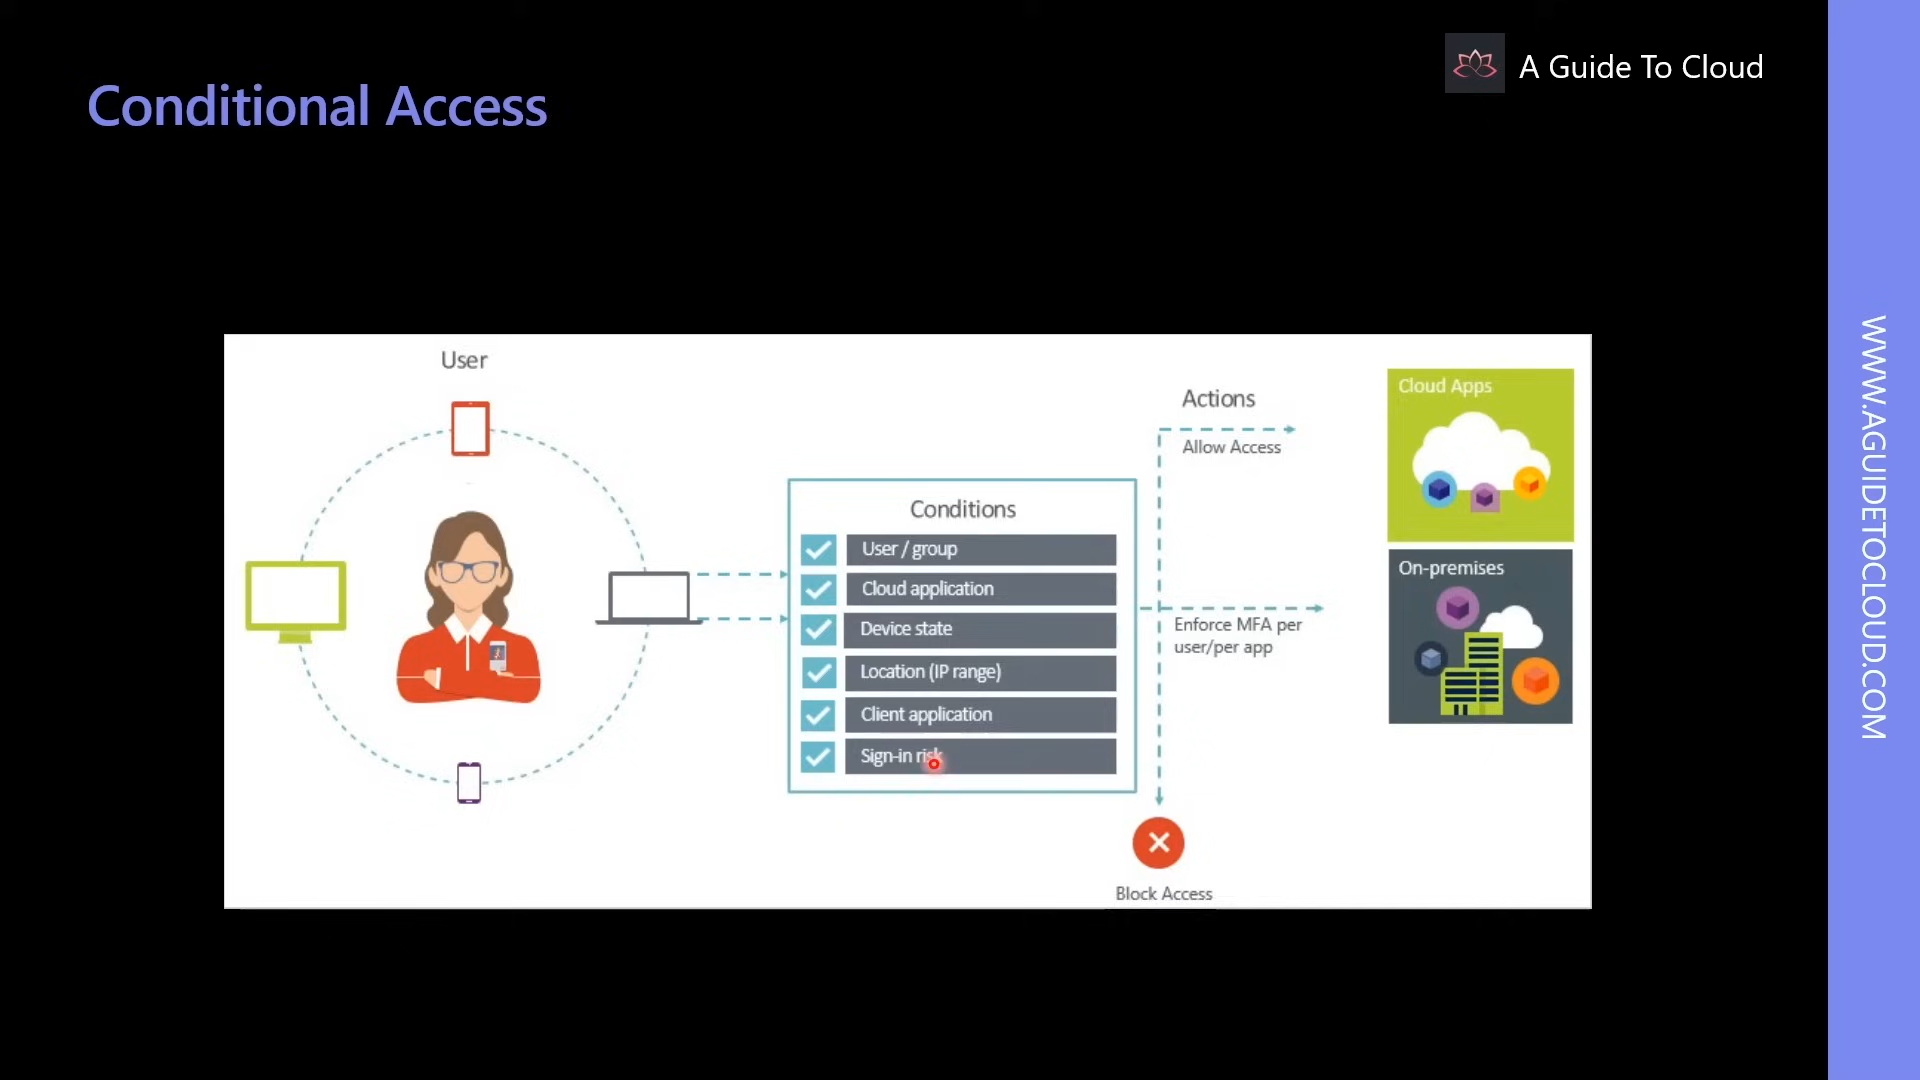 Conditional Access
A Guide To Cloud
User
Conditions
User / group
Cloud application
Device state
Location (IP range)
Client application
Sign-in risk
Actions
Allow Access
Enforce MFA per
user/per app
Block Access
Cloud Apps
On-premises
WWW.AGUIDETOCLOUD.COM